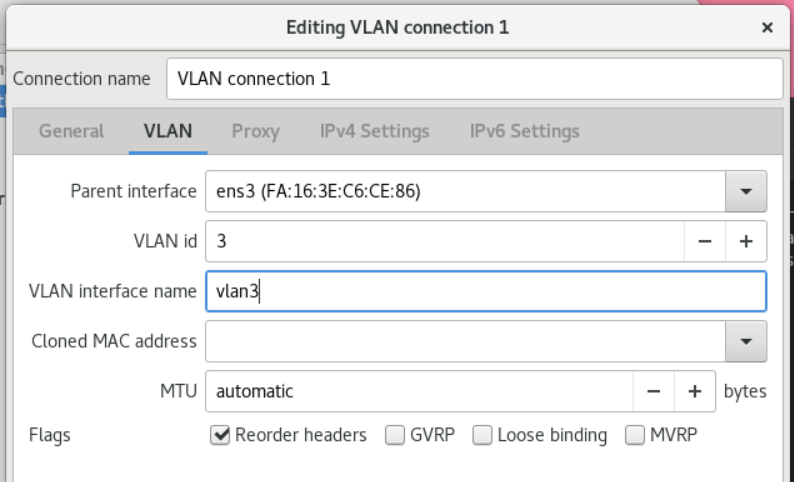 Editing VLAN connection 1 ×
Connection name VLAN connection 1
General VLAN Proxy IPv4 Settings IPv6 Settings
Parent interface ens3 (FA:16:3E:C6:CE:86)
VLAN id 3 − +
VLAN interface name vlan3
Cloned MAC address
MTU automatic − + bytes
Flags Reorder headers GVRP Loose binding MVRP